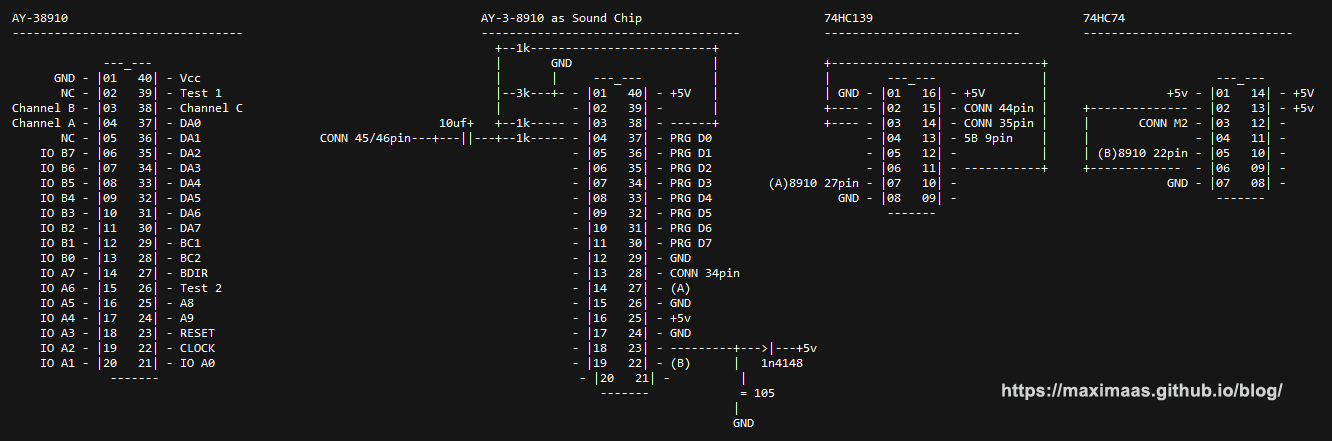 AY-38910                                                           AY-3-8910 as Sound Chip                          74HC139                              74HC74
---------------------------------                                  -------------------------------------            ----------------------------         ------------------------------
                                                                     +--1k--------------------------+
             ---_---                                                 |       GND                    |               +------------------------------+
      GND - |01   40| - Vcc                                          |       |     ---_---          |               |        ---_---               |                  ---_---
       NC - |02   39| - Test 1                                       +--3k---+- - |01   40| - +5V   |               | GND - |01   16| - +5V        |            +5v - |01   14| - +5V
Channel B - |03   38| - Channel C                                    |          - |02   39| -       |               +---- - |02   15| - CONN 44pin |  +-------------- - |02   13| - +5v
Channel A - |04   37| - DA0                                    10uf+ +--1k----- - |03   38| - ------+               +---- - |03   14| - CONN 35pin |  |    CONN M2 - |03   12| -
       NC - |05   36| - DA1                   CONN 45/46pin---+---||---+--1k----- - |04   37| - PRG D0                    - |04   13| - 5B 9pin    |  |              - |04   11| -
    IO B7 - |06   35| - DA2                                                     - |05   36| - PRG D1                      - |05   12| -            |  | (B)8910 22pin - |05   10| -
    IO B6 - |07   34| - DA3                                                     - |06   35| - PRG D2                      - |06   11| - -----------+  +------------- - |06   09| -
    IO B5 - |08   33| - DA4                                                     - |07   34| - PRG D3        (A)8910 27pin - |07   10| -                          GND - |07   08| -
    IO B4 - |09   32| - DA5                                                     - |08   33| - PRG D4                  GND - |08   09| -                                -------
    IO B3 - |10   31| - DA6                                                     - |09   32| - PRG D5                         -------
    IO B2 - |11   30| - DA7                                                     - |10   31| - PRG D6
    IO B1 - |12   29| - BC1                                                     - |11   30| - PRG D7
    IO B0 - |13   28| - BC2                                                     - |12   29| - GND
    IO A7 - |14   27| - BDIR                                                    - |13   28| - CONN 34pin
    IO A6 - |15   26| - Test 2                                                  - |14   27| - (A)
    IO A5 - |16   25| - A8                                                      - |15   26| - GND
    IO A4 - |17   24| - A9                                                      - |16   25| - +5v
    IO A3 - |18   23| - RESET                                                   - |17   24| - GND
    IO A2 - |19   22| - CLOCK                                                   - |18   23| - ---------+--->|---+5v
    IO A1 - |20   21| - IO A0                                                   - |19   22| - (B)      |   1n4148
              -------                                                            - |20   21| -          |
                                                                                    -------             = 105
                                                                                                       |
                                                                                                       GND
https://maximaas.github.io/blog/